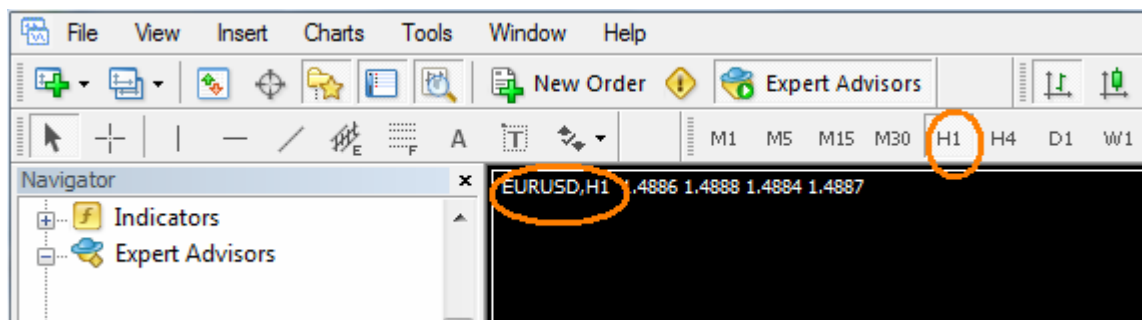 File View Insert Charts Tools Window Help
New Order Expert Advisors
E F A T M1 M5 M15 M30 H1 H4 D1 W1
Navigator x
EURUSD,H1 1.4886 1.4888 1.4884 1.4887
f Indicators
Expert Advisors